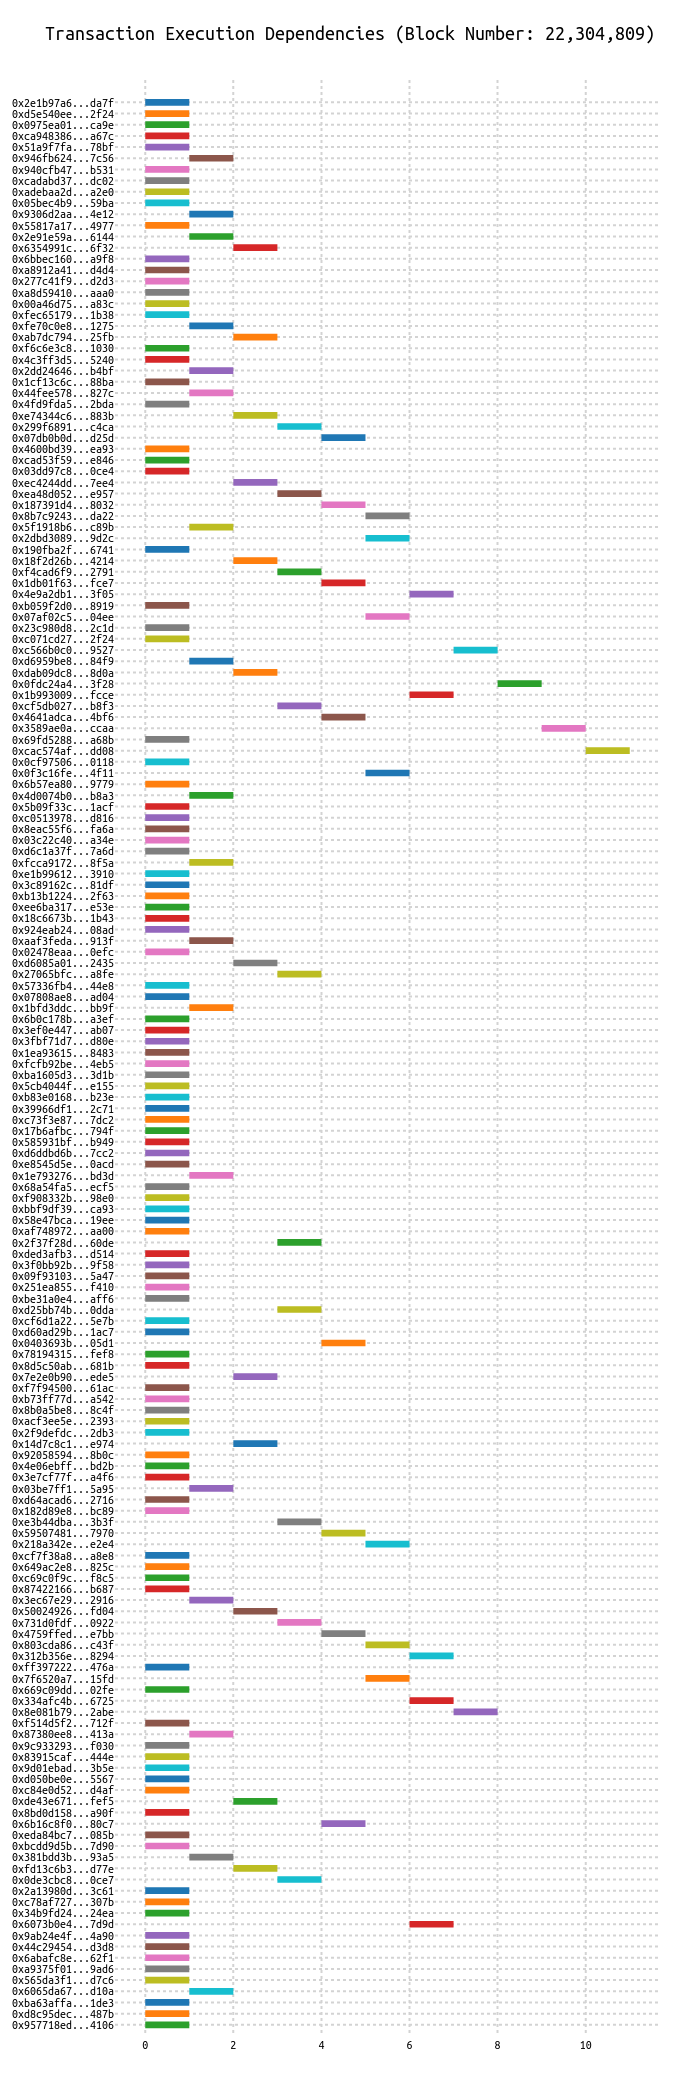 Transaction Execution Dependencies (Block Number: 22,304,809)
0x2e1b97a6...da7f
0xd5e540ee...2f24
0x0975ea01...ca9e
0xca948386...a67c
0x51a9f7fa...78bf
0x946fb624...7c56
0x940cfb47...b531
0xcadabd37...dc02
0xadebaa2d...a2e0
0x05bec4b9...59ba
0x9306d2aa...4e12
0x55817a17...4977
0x2e91e59a...6144
0x6354991c...6f32
0x6bbec160...a9f8
0xa8912a41...d4d4
0x277c41f9...d2d3
0xa8d59410...aaa0
0x00a46d75...a83c
0xfec65179...1b38
0xfe70c0e8...1275
0xab7dc794...25fb
0xf6c6e3c8...1030
0x4c3ff3d5...5240
0x2dd24646...b4bf
0x1cf13c6c...88ba
0x44fee578...827c
0x4fd9fda5...2bda
0xe74344c6...883b
0x299f6891...c4ca
0x07db0b0d...d25d
0x4600bd39...ea93
0xcad53f59...e846
0x03dd97c8...0ce4
0xec4244dd...7ee4
0xea48d052...e957
0x187391d4...8032
0x8b7c9243...da22
0x5f1918b6...c89b
0x2dbd3089...9d2c
0x190fba2f...6741
0x18f2d26b...4214
0xf4cad6f9...2791
0x1db01f63...fce7
0x4e9a2db1...3f05
0xb059f2d0...8919
0x07af02c5...04ee
0x23c980d8...2c1d
0xc071cd27...2f24
0xc566b0c0...9527
0xd6959be8...84f9
0xdab09dc8...8d0a
0x0fdc24a4...3f28
0x1b993009...fcce
0xcf5db027...b8f3
0x4641adca...4bf6
0x3589ae0a...ccaa
0x69fd5288...a68b
0xcac574af...dd08
0x0cf97506...0118
0x0f3c16fe...4f11
0x6b57ea80...9779
0x4d0074b0...b8a3
0x5b09f33c...1acf
0xc0513978...d816
0x8eac55f6...fa6a
0x03c22c40...a34e
0xd6c1a37f...7a6d
0xfcca9172...8f5a
0xe1b99612...3910
0x3c89162c...81df
0xb13b1224...2f63
0xee6ba317...e53e
0x18c6673b...1b43
0x924eab24...08ad
0xaaf3feda...913f
0x02478eaa...0efc
0xd6085a01...2435
0x27065bfc...a8fe
0x57336fb4...44e8
0x07808ae8...ad04
0x1bfd3ddc...bb9f
0x6b0c178b...a3ef
0x3ef0e447...ab07
0x3fbf71d7...d80e
0x1ea93615...8483
0xfcfb92be...4eb5
0xba1605d3...3d1b
0x5cb4044f...e155
0xb83e0168...b23e
0x39966df1...2c71
0xc73f3e87...7dc2
0x17b6afbc...794f
0x585931bf...b949
0xd6ddbd6b...7cc2
0xe8545d5e...0acd
0x1e793276...bd3d
0x68a54fa5...ecf5
0xf908332b...98e0
0xbbf9df39...ca93
0x58e47bca...19ee
0xaf748972...aa00
0x2f37f28d...60de
0xded3afb3...d514
0x3f0bb92b...9f58
0x09f93103...5a47
0x251ea855...f410
0xbe31a0e4...aff6
0xd25bb74b...0dda
0xcf6d1a22...5e7b
0xd60ad29b...1ac7
0x0403693b...05d1
0x78194315...fef8
0x8d5c50ab...681b
0x7e2e0b90...ede5
0xf7f94500...61ac
0xb73ff77d...a542
0x8b0a5be8...8c4f
0xacf3ee5e...2393
0x2f9defdc...2db3
0x14d7c8c1...e974
0x92058594...8b0c
0x4e06ebff...bd2b
0x3e7cf77f...a4f6
0x03be7ff1...5a95
0xd64acad6...2716
0x182d89e8...bc89
0xe3b44dba...3b3f
0x59507481...7970
0x218a342e...e2e4
0xcf7f38a8...a8e8
0x649ac2e8...825c
0xc69c0f9c...f8c5
0x87422166...b687
0x3ec67e29...2916
0x50024926...fd04
0x731d0fdf...0922
0x4759ffed...e7bb
0x803cda86...c43f
0x312b356e...8294
0xff397222...476a
0x7f6520a7...15fd
0x669c09dd...02fe
0x334afc4b...6725
0x8e081b79...2abe
0xf514d5f2...712f
0x87380ee8...413a
0x9c933293...f030
0x83915caf...444e
0x9d01ebad...3b5e
0xd050be0e...5567
0xc84e0d52...d4af
0xde43e671...fef5
0x8bd0d158...a90f
0x6b16c8f0...80c7
0xeda84bc7...085b
0xbcdd9d5b...7d90
0x381bdd3b...93a5
0xfd13c6b3...d77e
0x0de3cbc8...0ce7
0x2a13980d...3c61
0xc78af727...307b
0x34b9fd24...24ea
0x6073b0e4...7d9d
0x9ab24e4f...4a90
0x44c29454...d3d8
0x6abafc8e...62f1
0xa9375f01...9ad6
0x565da3f1...d7c6
0x6065da67...d10a
0xba63affa...1de3
0xd8c95dec...487b
0x957718ed...4106
0 2 4 6 8 10